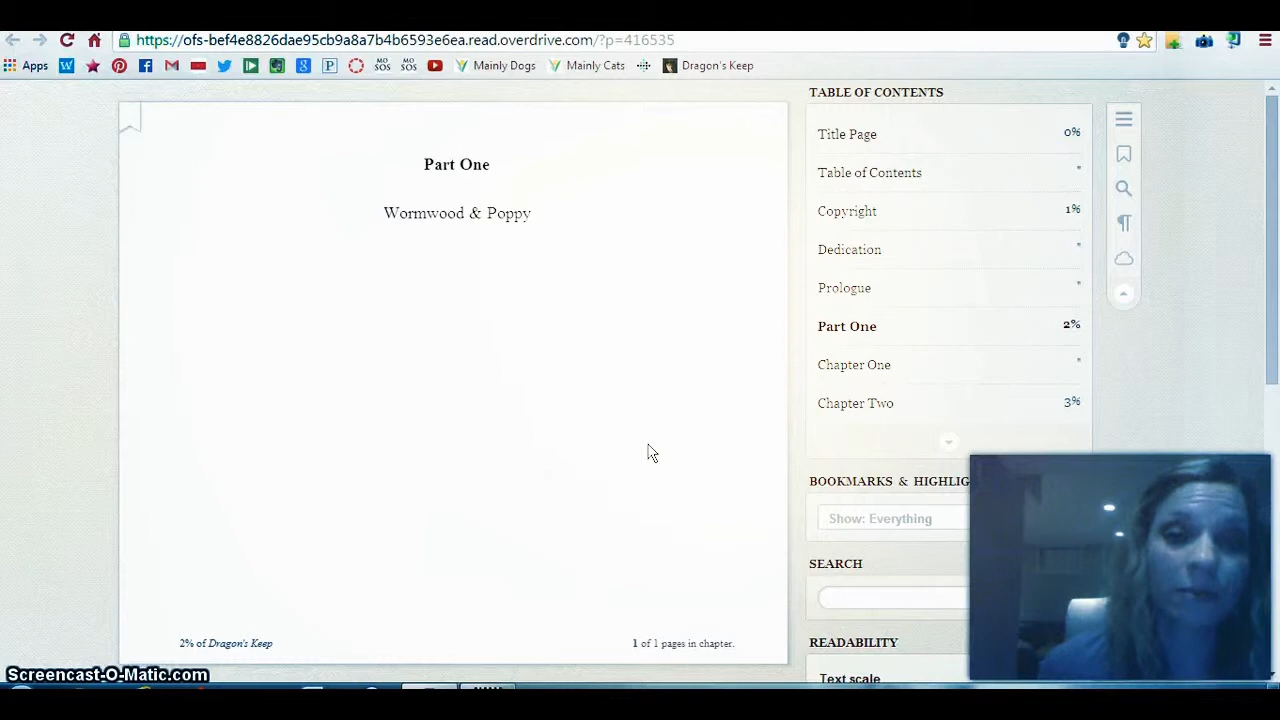 https://ofs-bef4e8826dae95cb9a8a7b4b6593e6ea.read.overdrive.com/?p=416535
Apps Mainly Dogs Mainly Cats Dragon's Keep
Part One
Wormwood & Poppy
2% of Dragon's Keep
1 of 1 pages in chapter.
TABLE OF CONTENTS
Title Page 0%
Table of Contents "
Copyright 1%
Dedication "
Prologue "
Part One 2%
Chapter One "
Chapter Two 3%
BOOKMARKS & HIGHLIG
Show: Everything
SEARCH
READABILITY
Text scale
Screencast-O-Matic.com